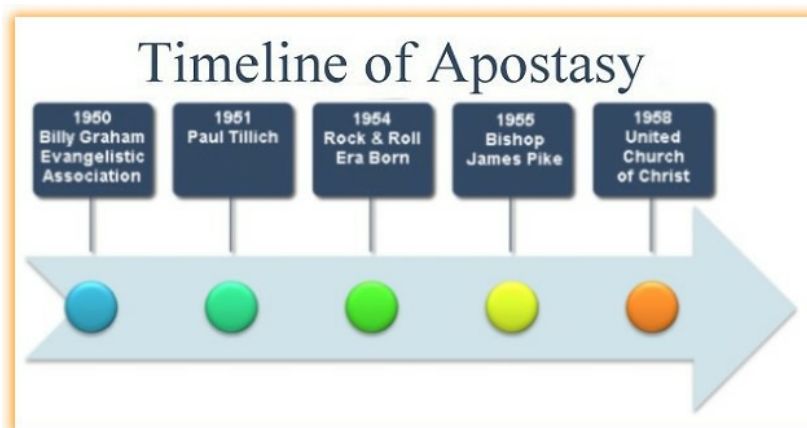 Timeline of Apostasy
1950
Billy Graham
Evangelistic
Association
1951
Paul Tillich
1954
Rock & Roll
Era Born
1955
Bishop
James Pike
1958
United
Church
of Christ